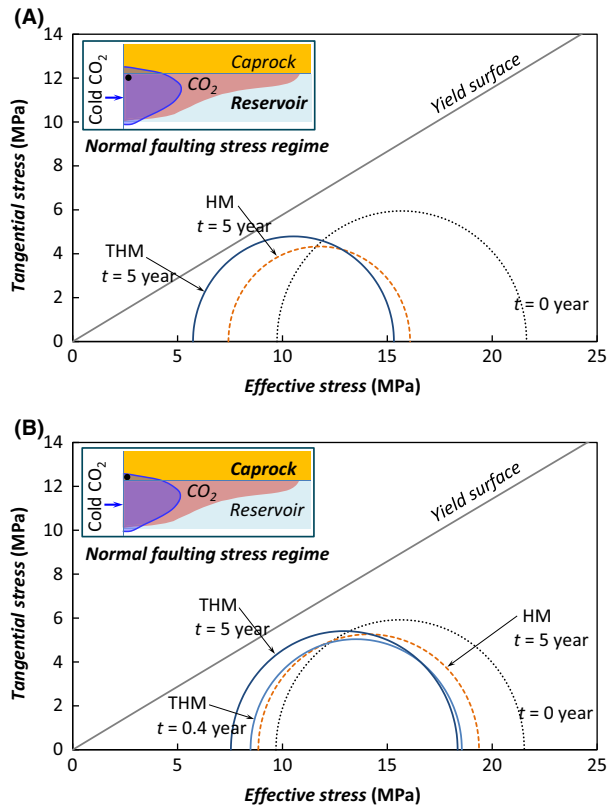 (A)
14
12
10
8
6
4
2
0
Tangential stress (MPa)
Cold CO2
Caprock
CO2
Reservoir
Normal faulting stress regime
Yield surface
HM
t = 5 year
THM
t = 5 year
t = 0 year
0 5 10 15 20 25
Effective stress (MPa)
(B)
14
12
10
8
6
4
2
0
Tangential stress (MPa)
Cold CO2
Caprock
CO2
Reservoir
Normal faulting stress regime
Yield surface
THM
t = 5 year
HM
t = 5 year
THM
t = 0.4 year
t = 0 year
0 5 10 15 20 25
Effective stress (MPa)